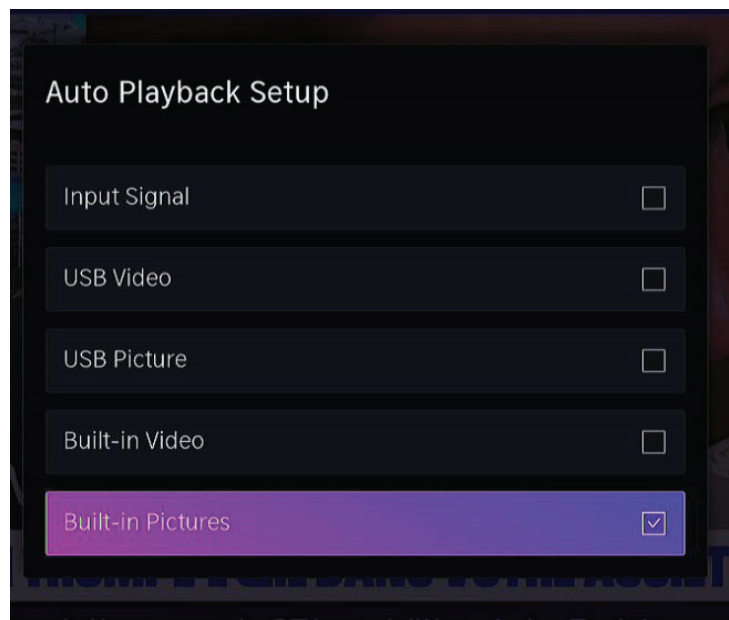 Auto Playback Setup
Input Signal
USB Video
USB Picture
Built-in Video
Built-in Pictures